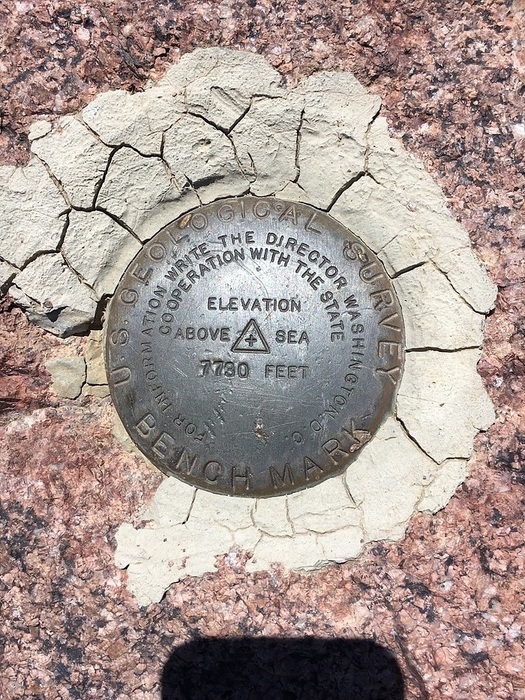 U.S. GEOLOGICAL SURVEY
BENCH MARK
FOR INFORMATION WRITE THE DIRECTOR WASHINGTON, D.C.
COOPERATION WITH THE STATE
ELEVATION
ABOVE SEA
7730 FEET